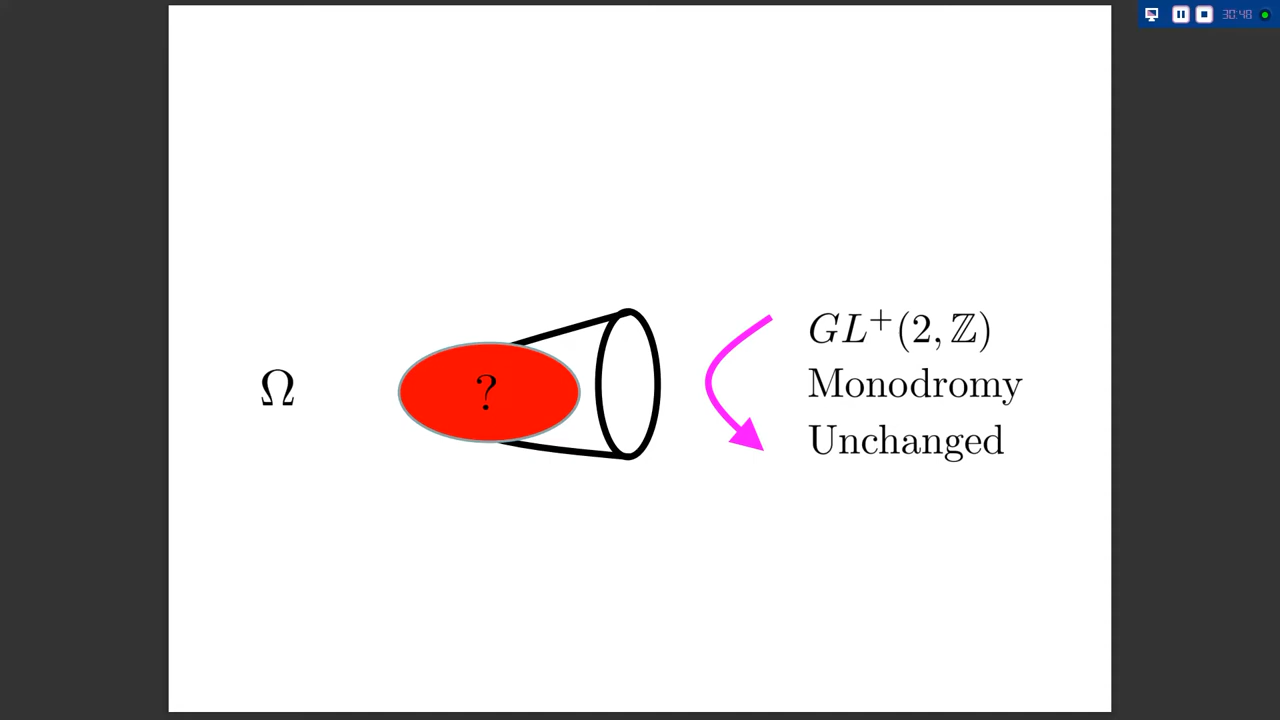 30:48
Ω
?
GL⁺(2, ℤ)
Monodromy
Unchanged